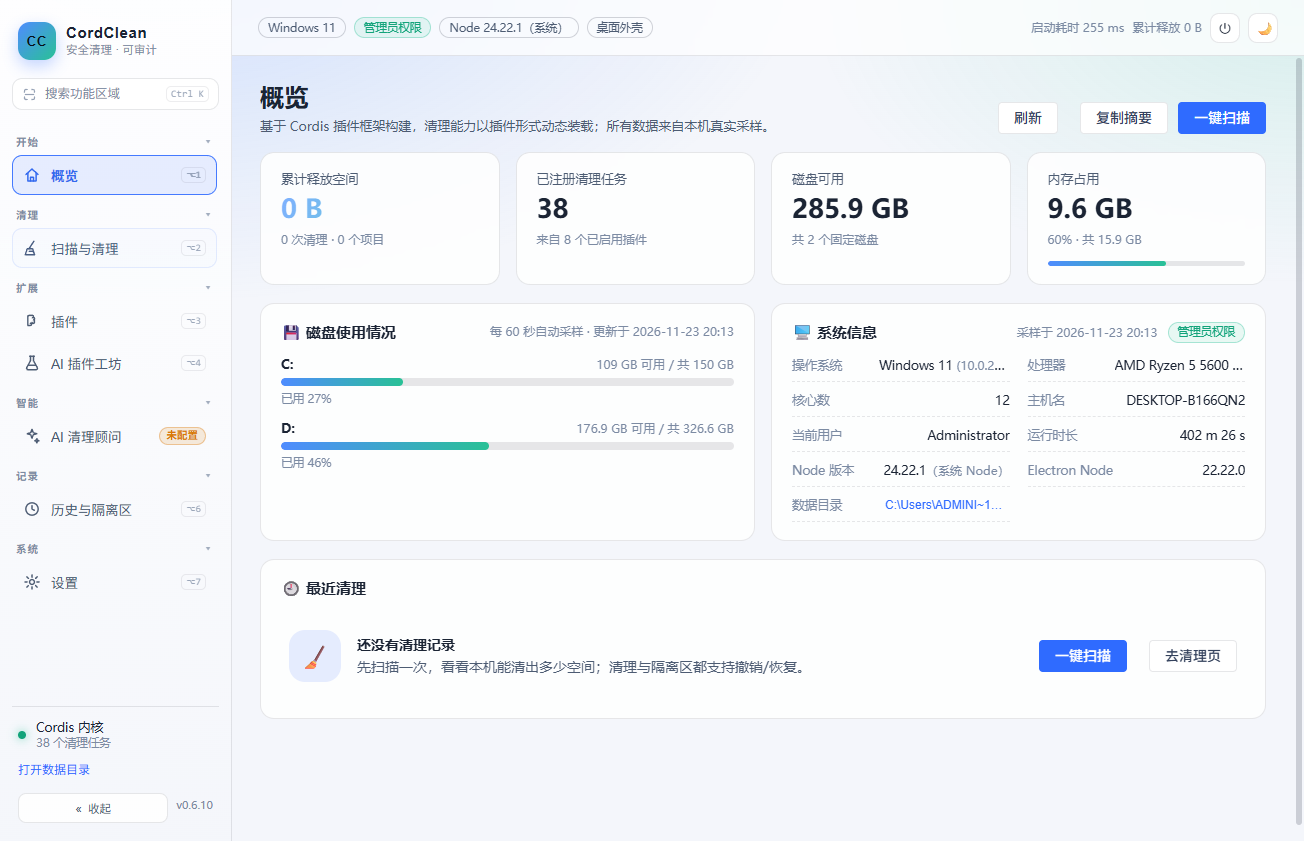 CC
CordClean
安全清理 · 可审计
搜索功能区域
Ctrl K
开始
概览
⌥1
清理
扫描与清理
⌥2
扩展
插件
⌥3
AI 插件工坊
⌥4
智能
AI 清理顾问
未配置
记录
历史与隔离区
⌥6
系统
设置
⌥7
Cordis 内核
38 个清理任务
打开数据目录
« 收起
v0.6.10
Windows 11
管理员权限
Node 24.22.1（系统）
桌面外壳
启动耗时 255 ms 累计释放 0 B
概览
基于 Cordis 插件框架构建，清理能力以插件形式动态装载；所有数据来自本机真实采样。
刷新
复制摘要
一键扫描
累计释放空间
0 B
0 次清理 · 0 个项目
已注册清理任务
38
来自 8 个已启用插件
磁盘可用
285.9 GB
共 2 个固定磁盘
内存占用
9.6 GB
60% · 共 15.9 GB
磁盘使用情况
每 60 秒自动采样 · 更新于 2026-11-23 20:13
C:
109 GB 可用 / 共 150 GB
已用 27%
D:
176.9 GB 可用 / 共 326.6 GB
已用 46%
系统信息
采样于 2026-11-23 20:13
管理员权限
操作系统 Windows 11 (10.0.2...
处理器 AMD Ryzen 5 5600 ...
核心数 12
主机名 DESKTOP-B166QN2
当前用户 Administrator
运行时长 402 m 26 s
Node 版本 24.22.1（系统 Node）
Electron Node 22.22.0
数据目录 C:\Users\ADMINI~1...
最近清理
还没有清理记录
先扫描一次，看看本机能清出多少空间；清理与隔离区都支持撤销/恢复。
一键扫描
去清理页